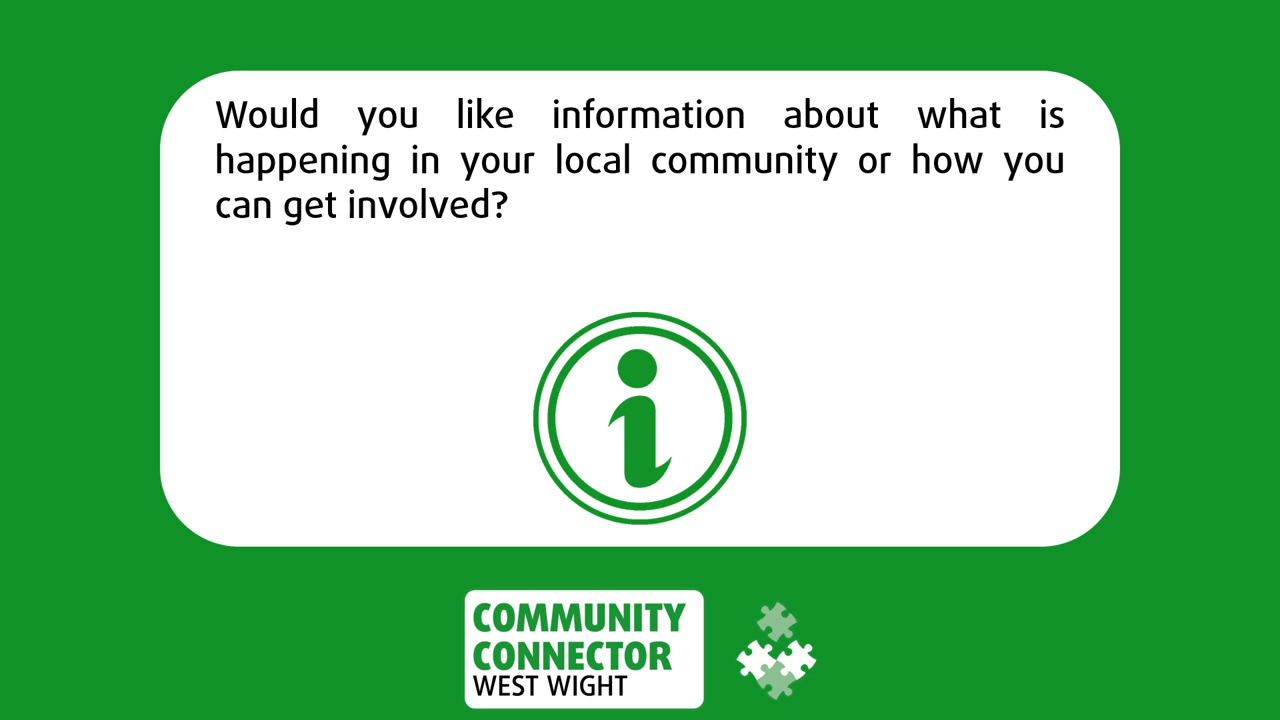 Would you like information about what is
happening in your local community or how you
can get involved?
COMMUNITY
CONNECTOR
WEST WIGHT